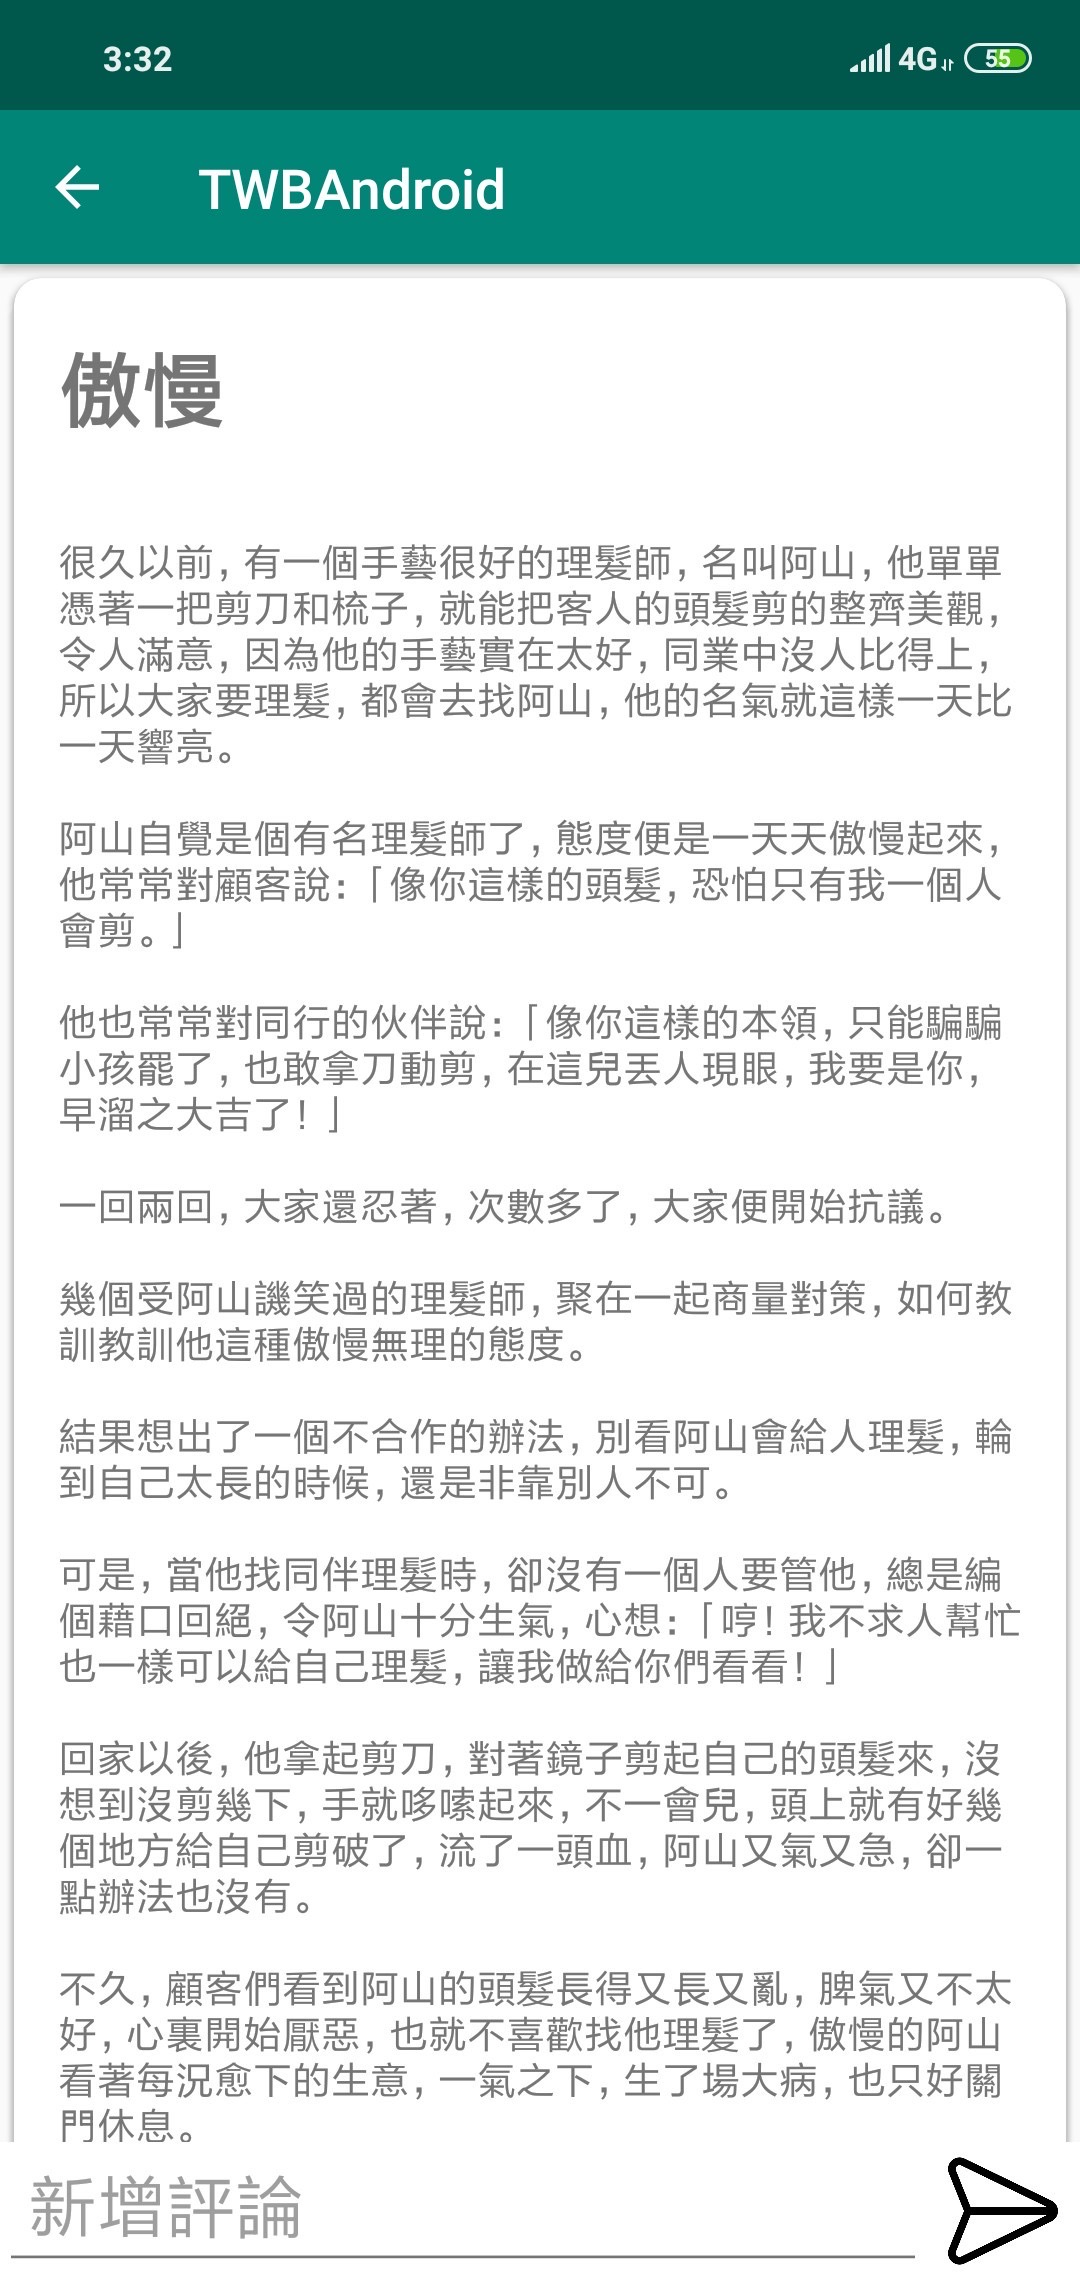 3:32
4G
55
TWBAndroid
傲慢
很久以前,有一個手藝很好的理髮師,名叫阿山,他單單
憑著一把剪刀和梳子,就能把客人的頭髮剪的整齊美觀,
令人滿意,因為他的手藝實在太好,同業中沒人比得上,
所以大家要理髮,都會去找阿山,他的名氣就這樣一天比
一天響亮。
阿山自覺是個有名理髮師了,態度便是一天天傲慢起來,
他常常對顧客說:「像你這樣的頭髮,恐怕只有我一個人
會剪。」
他也常常對同行的伙伴說:「像你這樣的本領,只能騙騙
小孩罷了,也敢拿刀動剪,在這兒丟人現眼,我要是你,
早溜之大吉了!」
一回兩回,大家還忍著,次數多了,大家便開始抗議。
幾個受阿山譏笑過的理髮師,聚在一起商量對策,如何教
訓教訓他這種傲慢無理的態度。
結果想出了一個不合作的辦法,別看阿山會給人理髮,輪
到自己太長的時候,還是非靠別人不可。
可是,當他找同伴理髮時,卻沒有一個人要管他,總是編
個藉口回絕,令阿山十分生氣,心想:「哼!我不求人幫忙
也一樣可以給自己理髮,讓我做給你們看看!」
回家以後,他拿起剪刀,對著鏡子剪起自己的頭髮來,沒
想到沒剪幾下,手就哆嗦起來,不一會兒,頭上就有好幾
個地方給自己剪破了,流了一頭血,阿山又氣又急,卻一
點辦法也沒有。
不久,顧客們看到阿山的頭髮長得又長又亂,脾氣又不太
好,心裏開始厭惡,也就不喜歡找他理髮了,傲慢的阿山
看著每況愈下的生意,一氣之下,生了場大病,也只好關
門休息。
新增評論